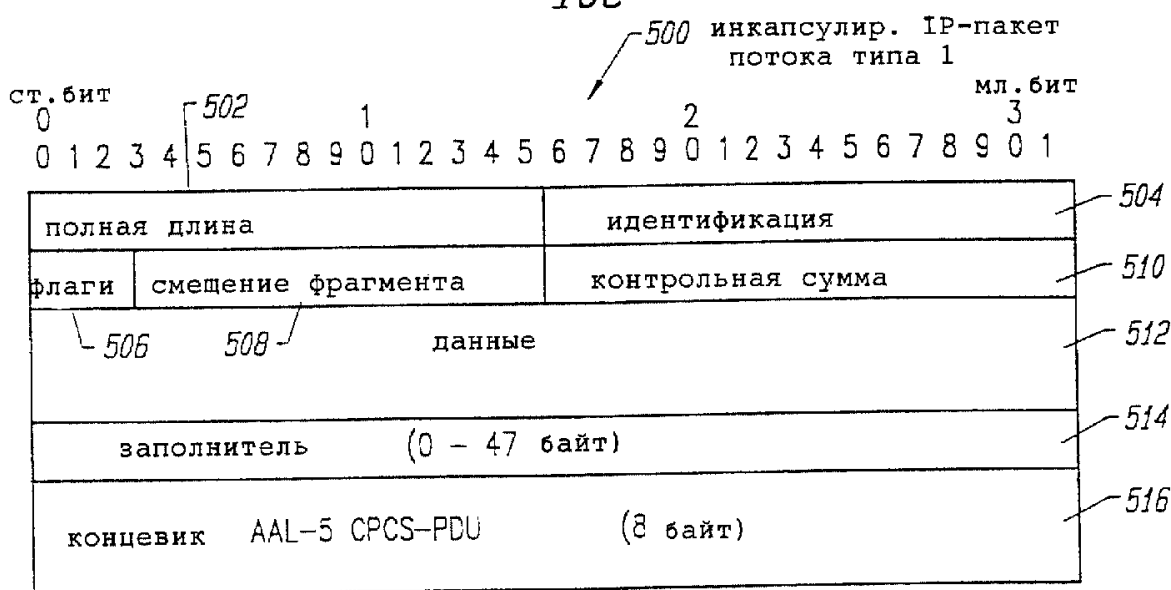 500 инкапсулир. IP-пакет
потока типа 1
ст.бит мл.бит
502
0 1 2 3
0 1 2 3 4 5 6 7 8 9 0 1 2 3 4 5 6 7 8 9 0 1 2 3 4 5 6 7 8 9 0 1
полная длина идентификация 504
флаги смещение фрагмента контрольная сумма 510
506 508 данные 512
заполнитель (0 – 47 байт) 514
концевик AAL-5 CPCS-PDU (8 байт) 516